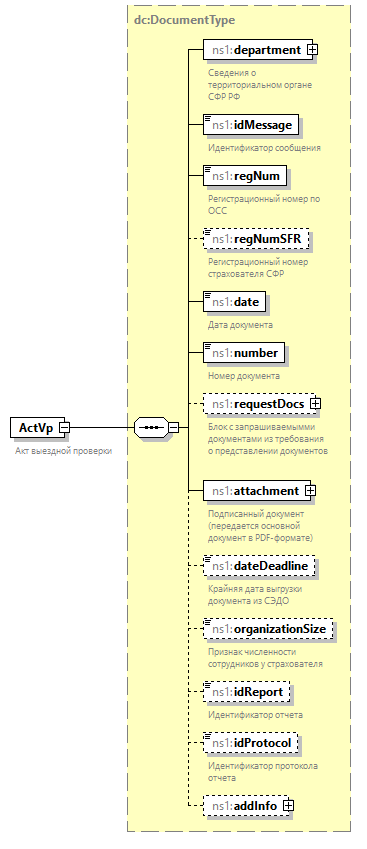 dc:DocumentType
ns1:department
Сведения о
территориальном органе
СФР РФ
ns1:idMessage
Идентификатор сообщения
ns1:regNum
Регистрационный номер по
ОСС
ns1:regNumSFR
Регистрационный номер
страхователя СФР
ns1:date
Дата документа
ns1:number
Номер документа
ns1:requestDocs
Блок с запрашиваемыми
документами из требования
о представлении документов
ActVp
Акт выездной проверки
ns1:attachment
Подписанный документ
(передается основной
документ в PDF-формате)
ns1:dateDeadline
Крайняя дата выгрузки
документа из СЭДО
ns1:organizationSize
Признак численности
сотрудников у страхователя
ns1:idReport
Идентификатор отчета
ns1:idProtocol
Идентификатор протокола
отчета
ns1:addInfo